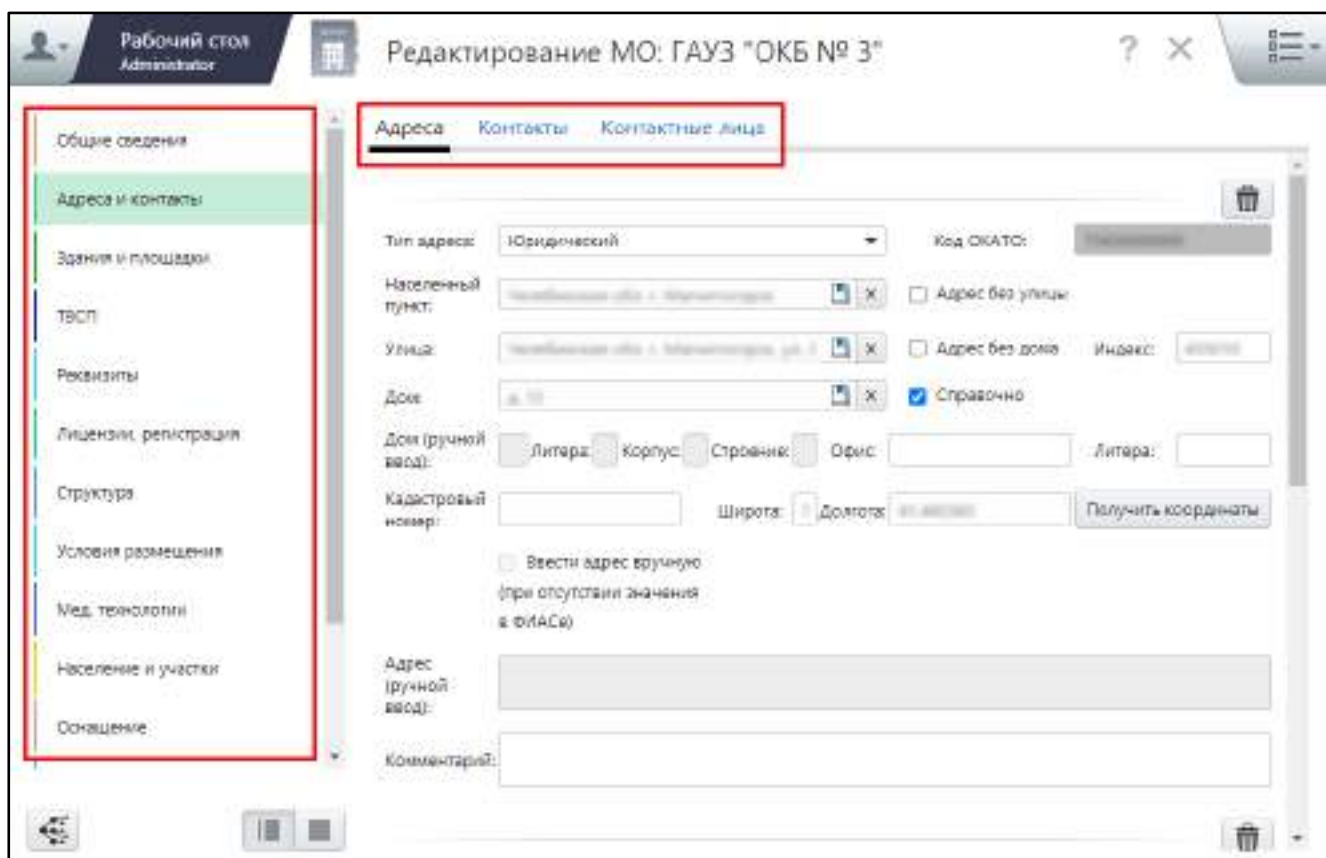 Рабочий стол
Administrator
Редактирование МО: ГАУЗ "ОКБ № 3"
?
Общие сведения
Адреса и контакты
Здания и площадки
ТВСП
Реквизиты
Лицензии, регистрация
Структура
Условия размещения
Мед. технологии
Население и участки
Оснащение
Адреса Контакты Контактные лица
Тип адреса: Юридический Код ОКАТО:
Населенный
пункт:
Адрес без улицы
Улица:
Адрес без дома Индекс:
Дом:
Справочно
Дом (ручной
ввод):
Литера: Корпус: Строение: Офис: Литера:
Кадастровый
номер:
Широта: Долгота: Получить координаты
Ввести адрес вручную
(при отсутствии значения
в ФИАСе)
Адрес
(ручной
ввод):
Комментарий: